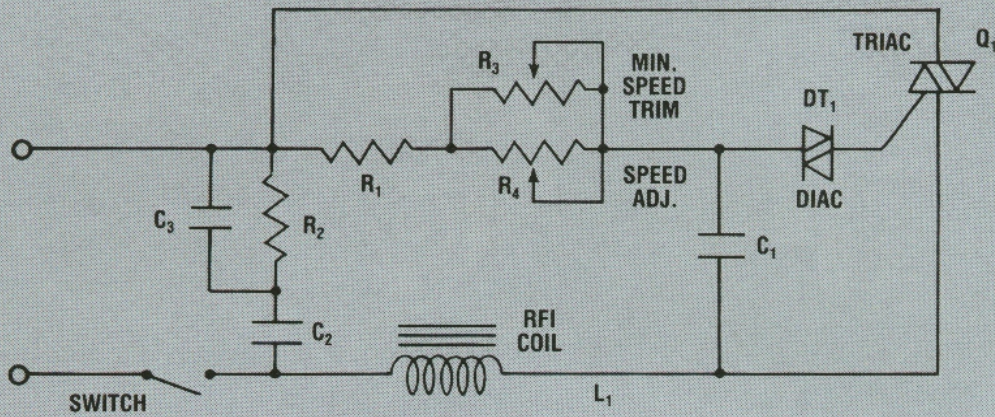 TRIAC
Q₁
R₃
MIN.
SPEED
TRIM
DT₁
R₁
R₄
SPEED
ADJ.
DIAC
C₃
R₂
C₁
C₂
RFI
COIL
L₁
SWITCH